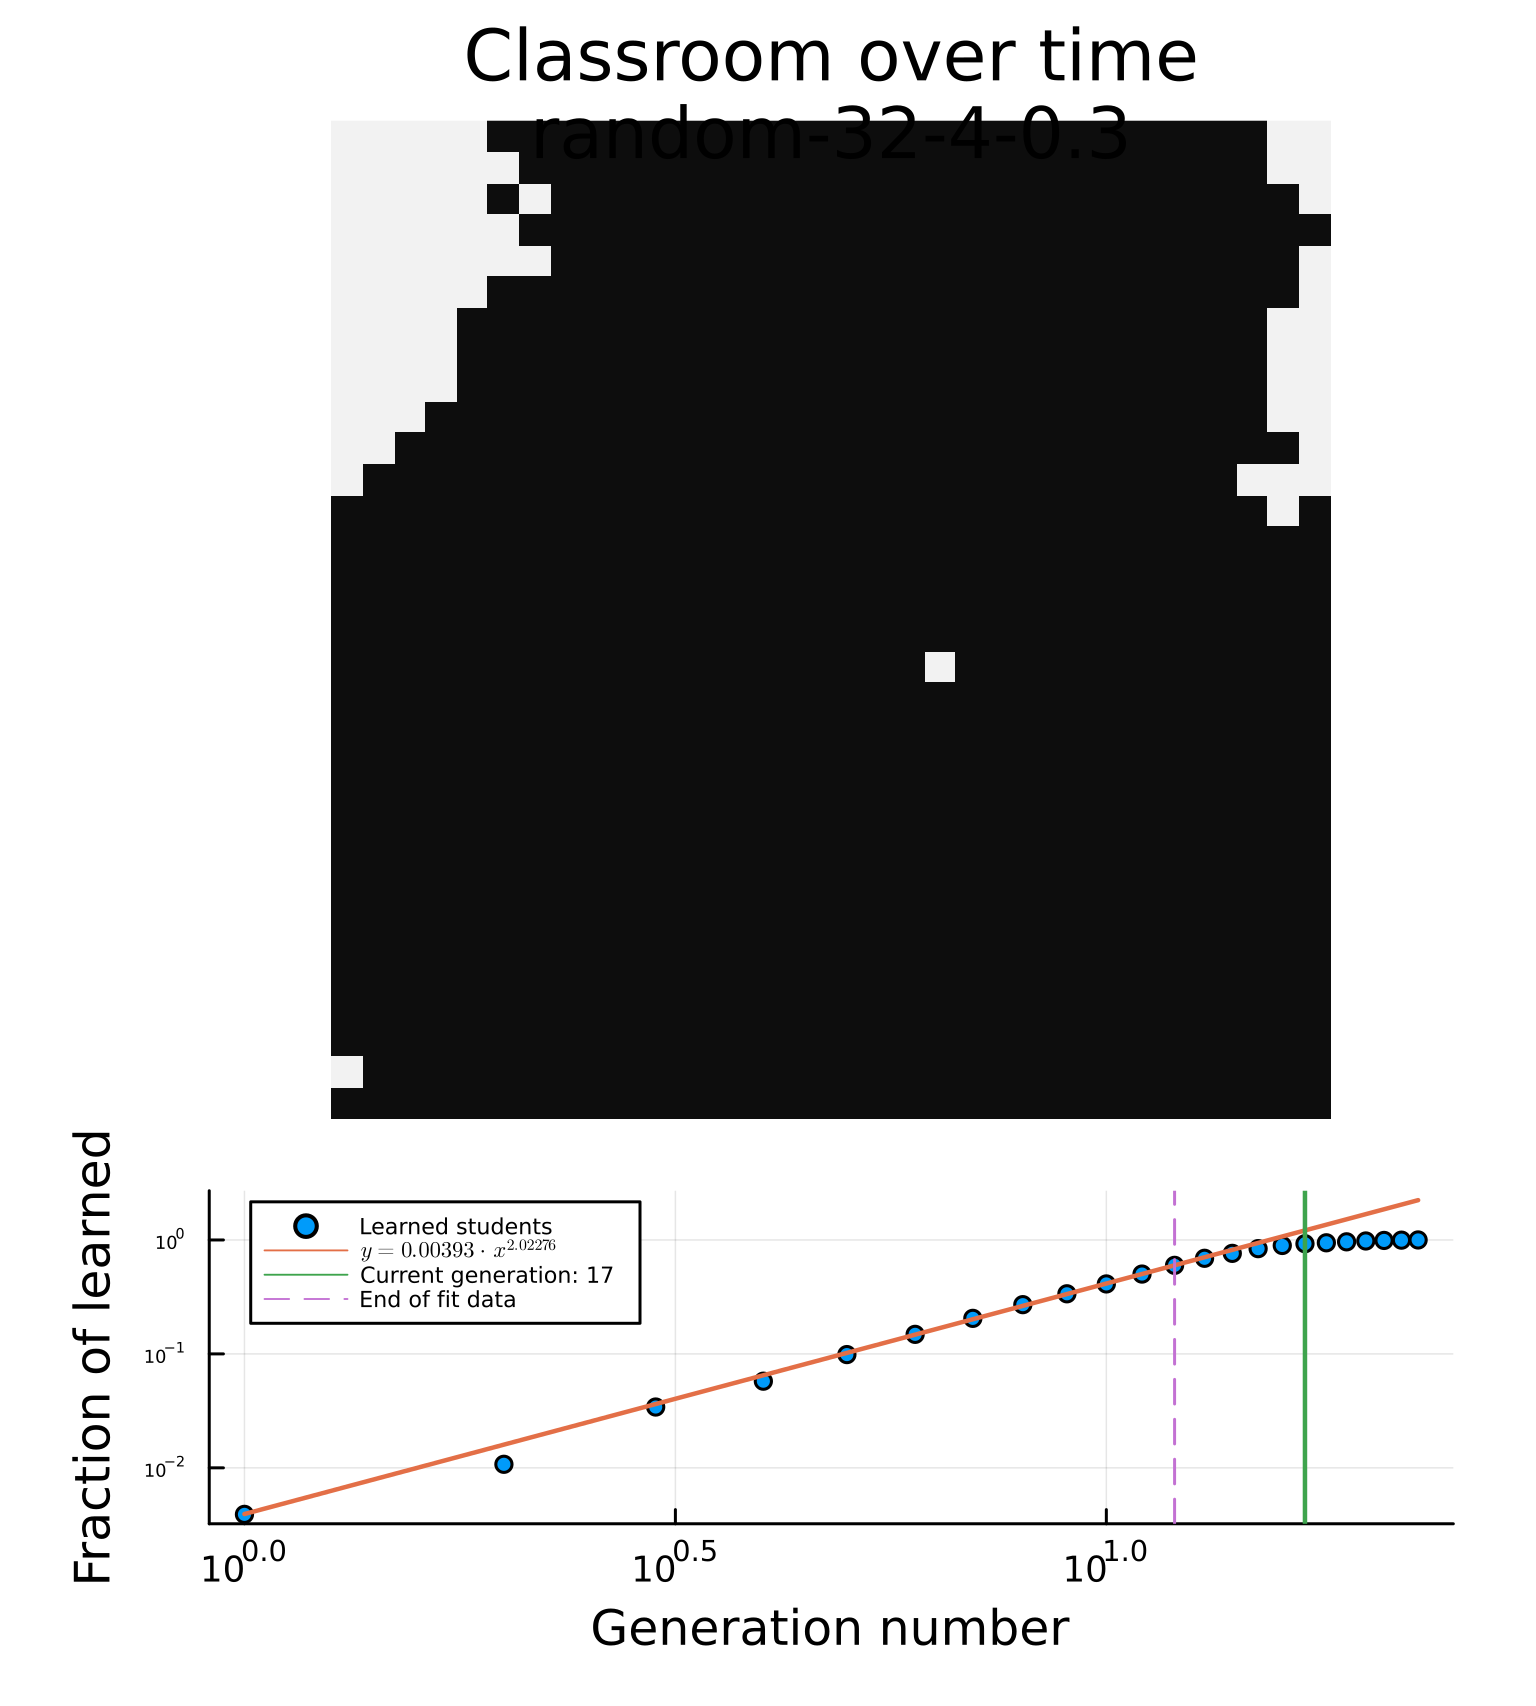 Classroom over time
random-32-4-0.3
Fraction of learned
10⁰
10⁻¹
10⁻²
Learned students
y = 0.00393 · x^2.02276
Current generation: 17
End of fit data
10^0.0
10^0.5
10^1.0
Generation number